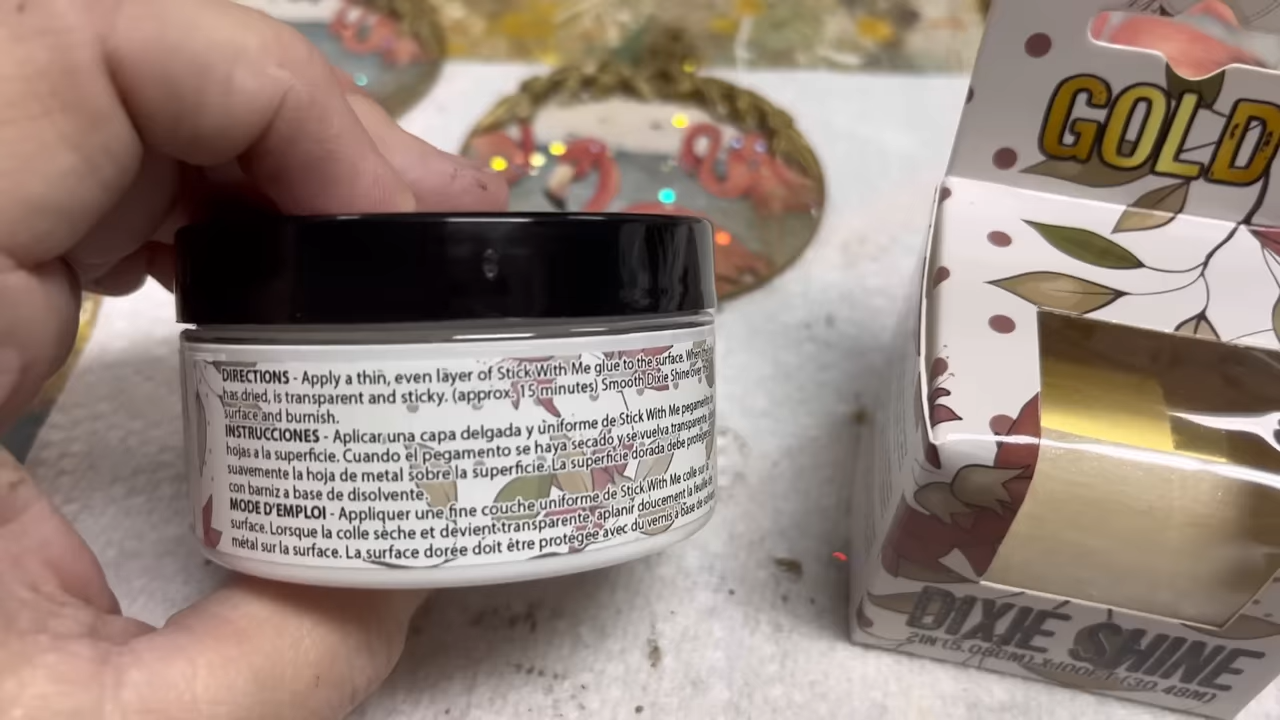 DIRECTIONS - Apply a thin, even layer of Stick With Me glue to the surface. When the
has dried, is transparent and sticky. (approx. 15 minutes) Smooth Dixie Shine over the
surface and burnish.
INSTRUCCIONES - Aplicar una capa delgada y uniforme de Stick With Me pegamento
hojas a la superficie. Cuando el pegamento se haya secado y se vuelva transparente,
suavemente la hoja de metal sobre la superficie. La superficie dorada debe protegerse
con barniz a base de disolvente.
MODE D'EMPLOI - Appliquer une fine couche uniforme de Stick With Me colle sur la
surface. Lorsque la colle sèche et devient transparente, aplanir doucement la feuille de
métal sur la surface. La surface dorée doit être protégée avec du vernis à base de
GOLD
DIXIE SHINE
2IN (5.08CM) X 100FT (30.48M)